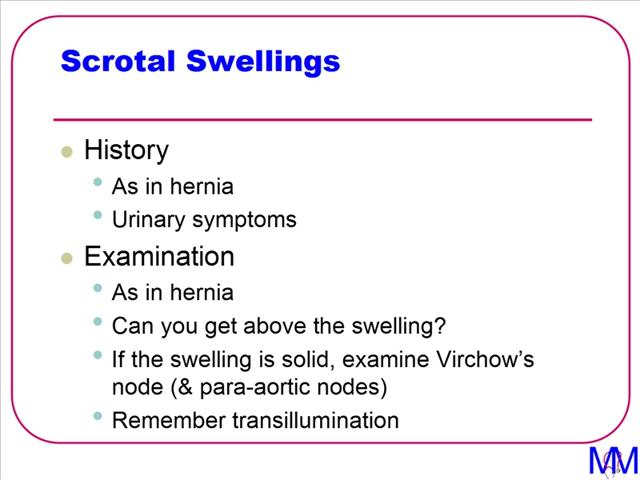 Scrotal Swellings
History
As in hernia
Urinary symptoms
Examination
As in hernia
Can you get above the swelling?
If the swelling is solid, examine Virchow's
node (& para-aortic nodes)
Remember transillumination
MM